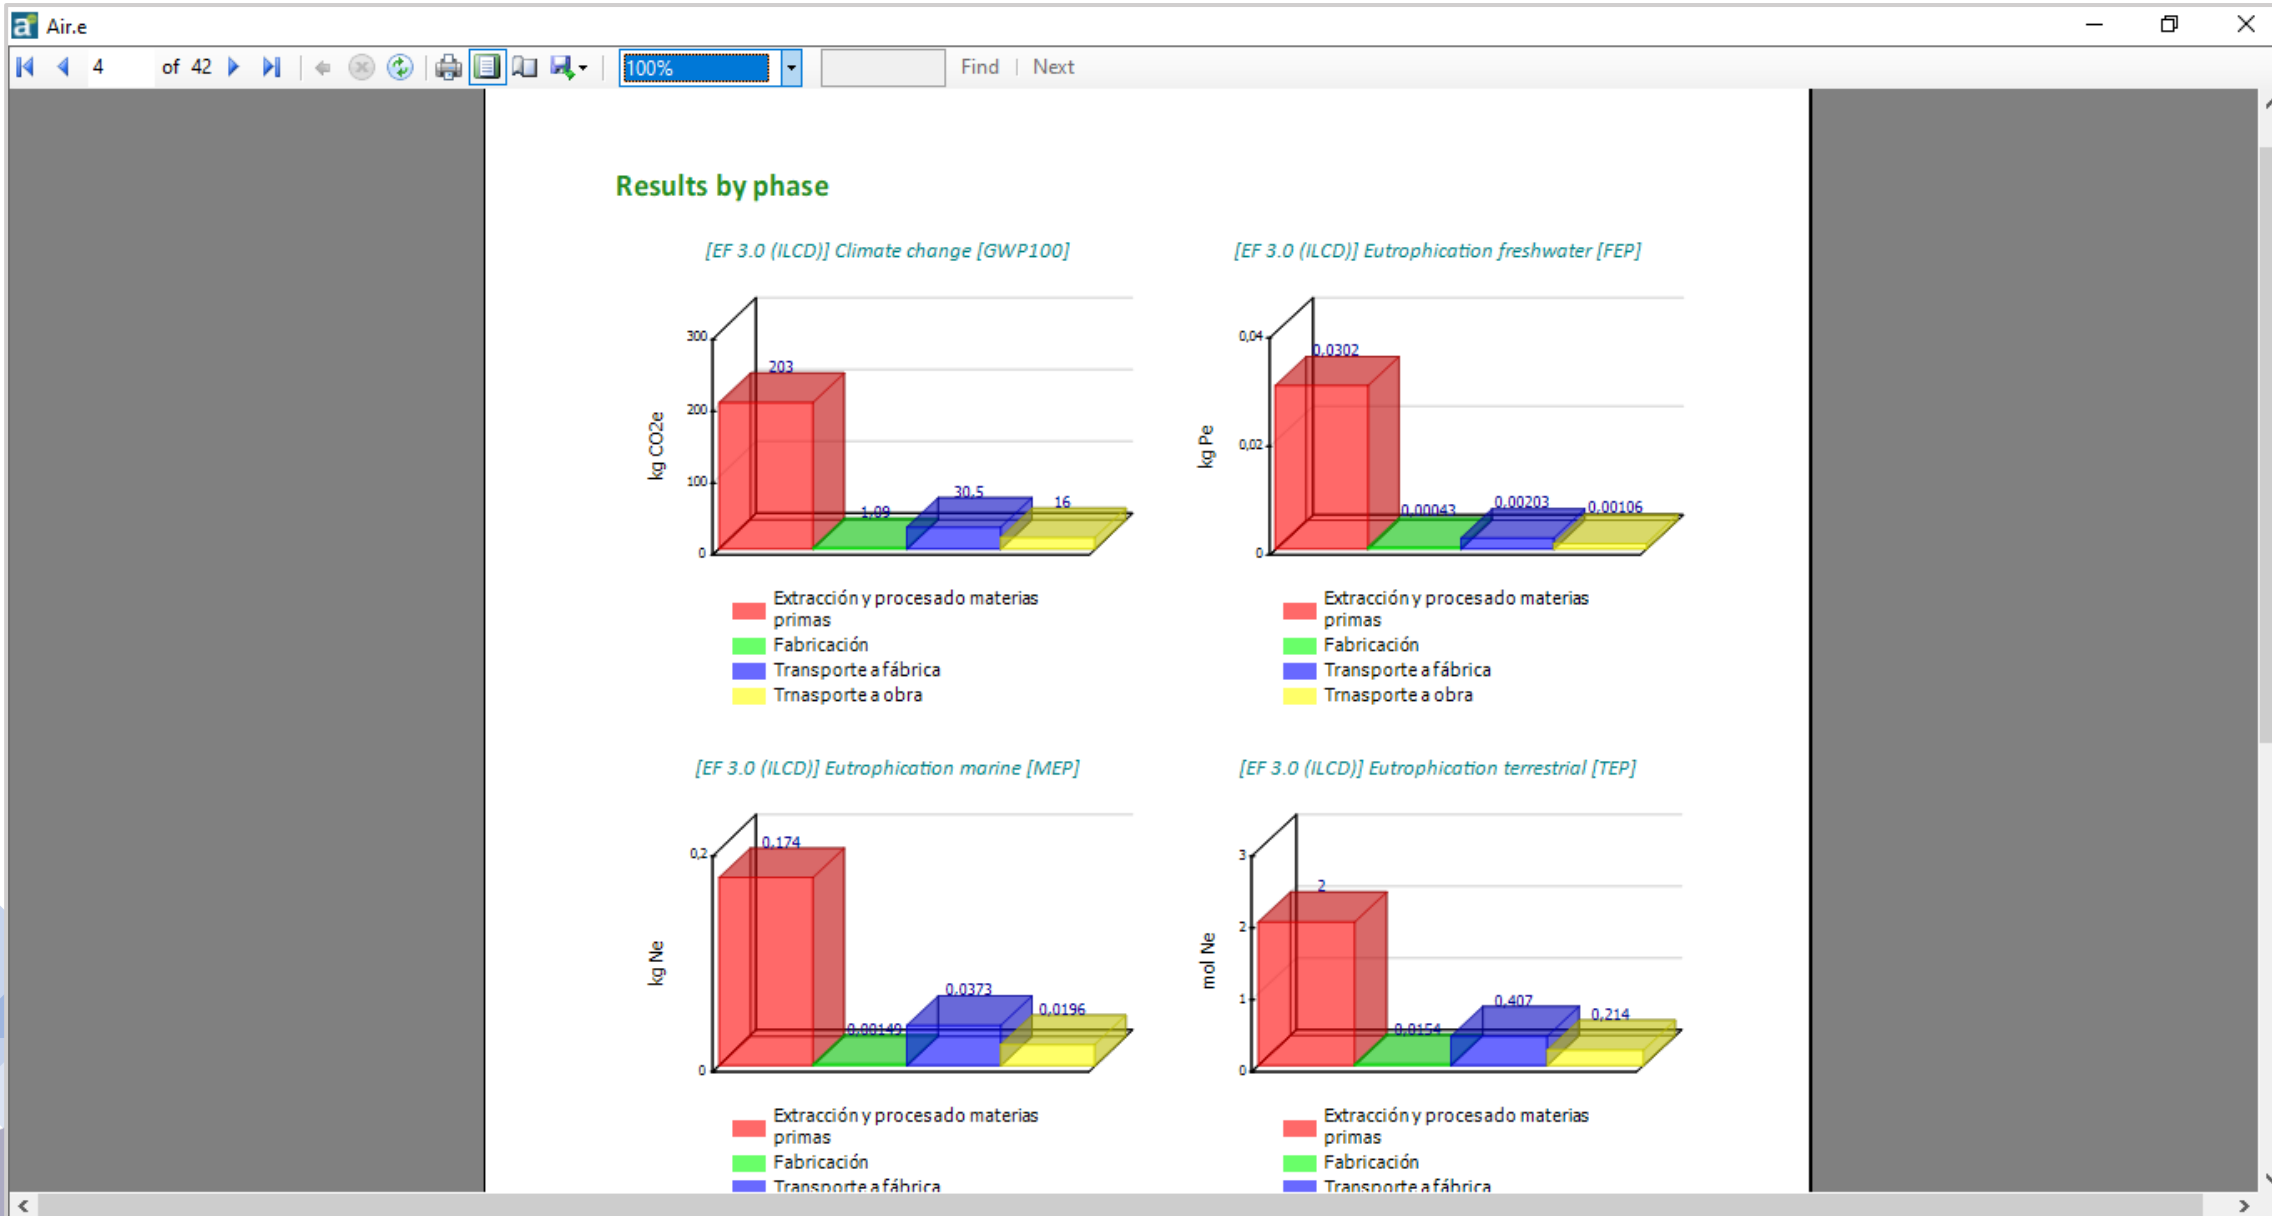 Air.e
4 of 42 100% Find | Next
Results by phase
[EF 3.0 (ILCD)] Climate change [GWP100]
300
200
100
0
kg CO2e
203
1,09
30,5
16
Extracción y procesado materias
primas
Fabricación
Transporte a fábrica
Trnasporte a obra
[EF 3.0 (ILCD)] Eutrophication freshwater [FEP]
0,04
0,02
0
kg Pe
0,0302
0,00043
0,00203
0,00106
Extracción y procesado materias
primas
Fabricación
Transporte a fábrica
Trnasporte a obra
[EF 3.0 (ILCD)] Eutrophication marine [MEP]
0,2
0
kg Ne
0,174
0,00149
0,0373
0,0196
Extracción y procesado materias
primas
Fabricación
Transporte a fábrica
[EF 3.0 (ILCD)] Eutrophication terrestrial [TEP]
3
2
1
0
mol Ne
2
0,0154
0,407
0,214
Extracción y procesado materias
primas
Fabricación
Transporte a fábrica